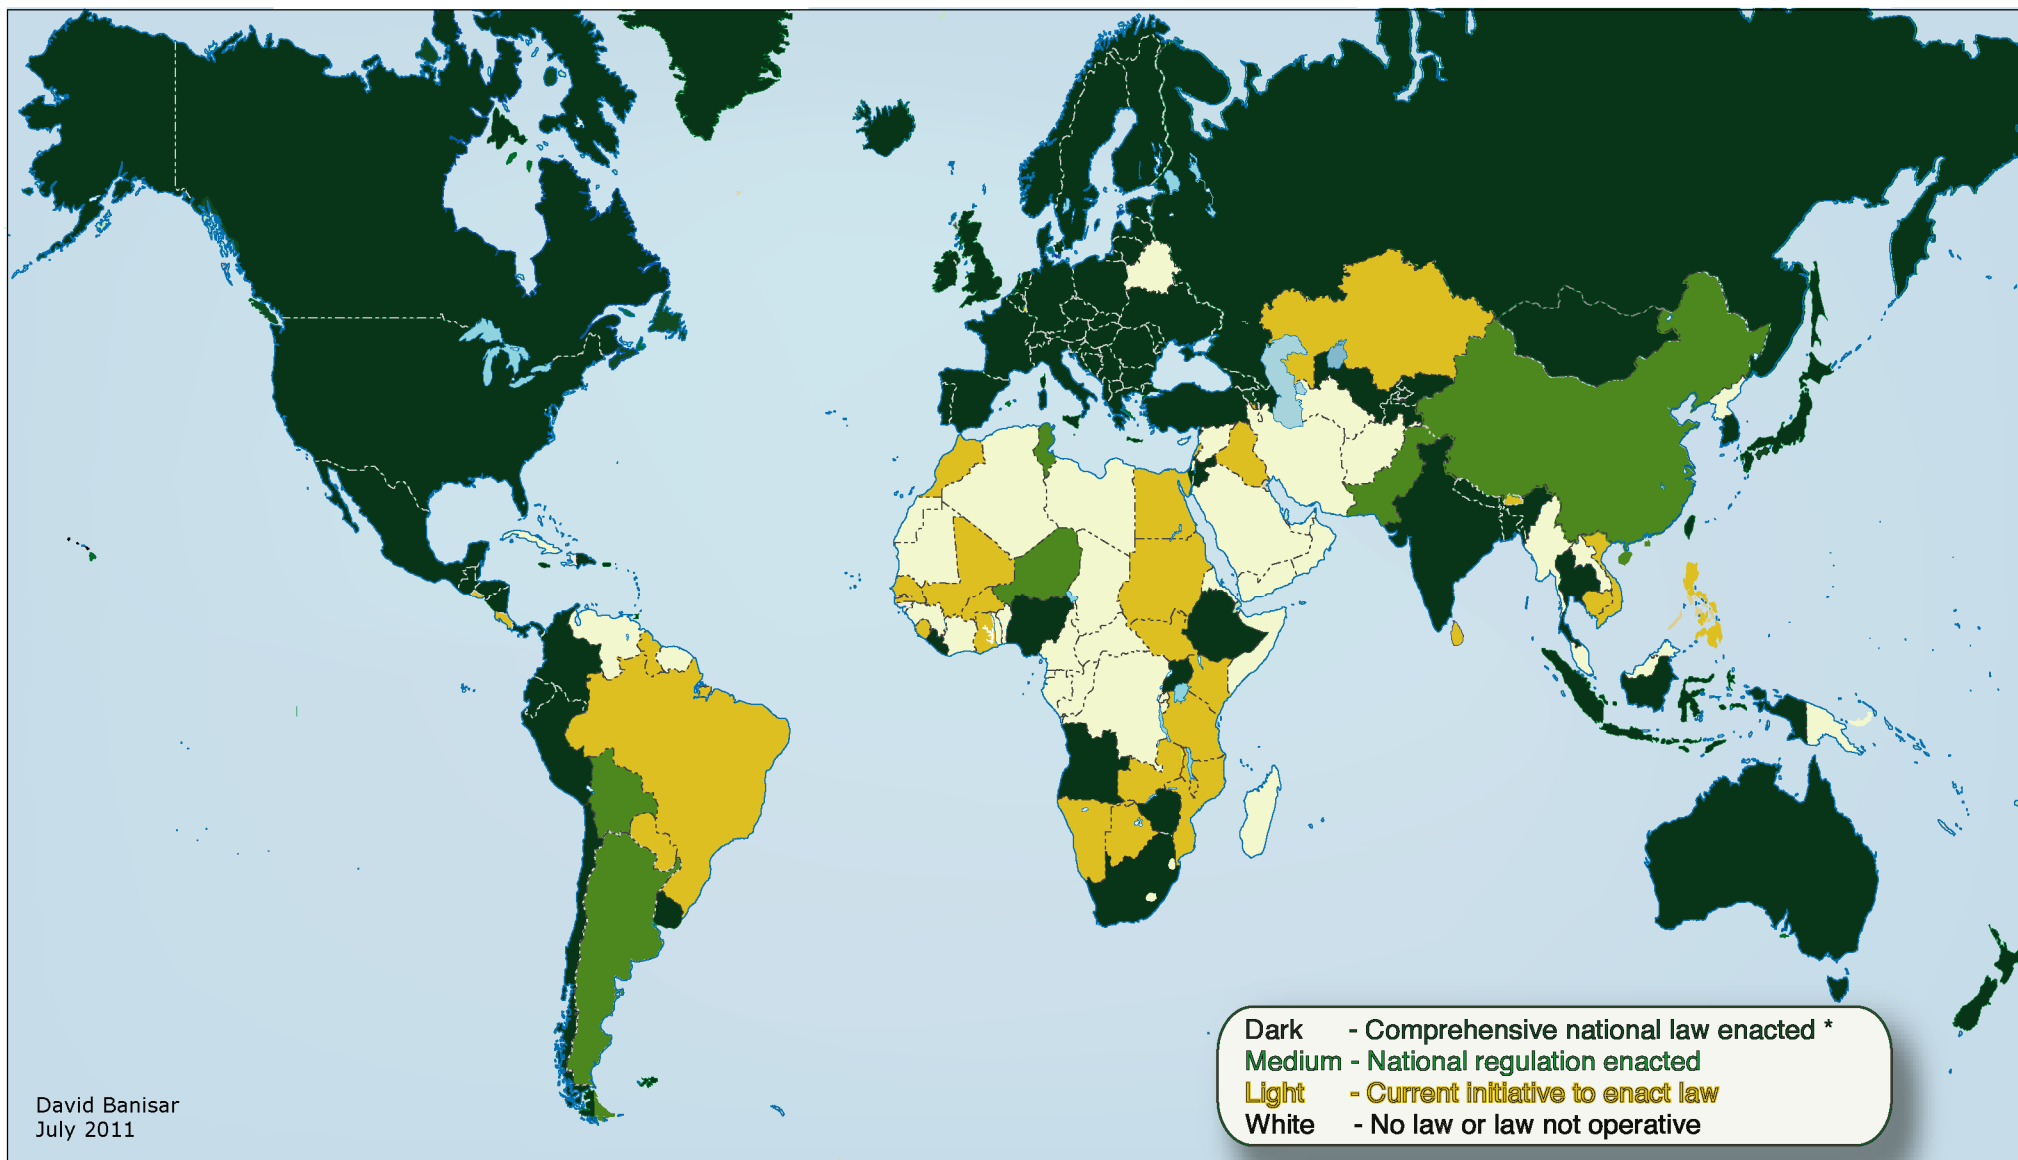 Dark - Comprehensive national law enacted *
Medium - National regulation enacted
Light - Current initiative to enact law
White - No law or law not operative
David Banisar
July 2011